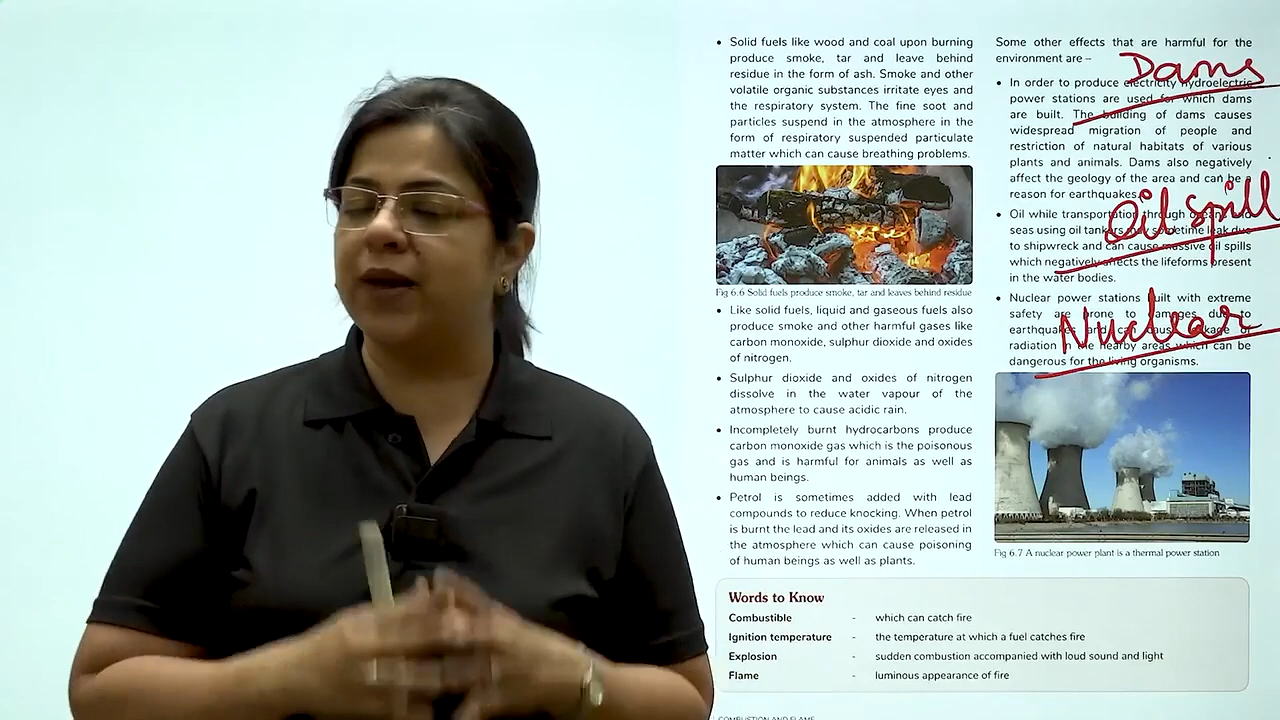 • Solid fuels like wood and coal upon burning
produce smoke, tar and leave behind
residue in the form of ash. Smoke and other
volatile organic substances irritate eyes and
the respiratory system. The fine soot and
particles suspend in the atmosphere in the
form of respiratory suspended particulate
matter which can cause breathing problems.
Fig 6.6 Solid fuels produce smoke, tar and leaves behind residue
• Like solid fuels, liquid and gaseous fuels also
produce smoke and other harmful gases like
carbon monoxide, sulphur dioxide and oxides
of nitrogen.
• Sulphur dioxide and oxides of nitrogen
dissolve in the water vapour of the
atmosphere to cause acidic rain.
• Incompletely burnt hydrocarbons produce
carbon monoxide gas which is the poisonous
gas and is harmful for animals as well as
human beings.
• Petrol is sometimes added with lead
compounds to reduce knocking. When petrol
is burnt the lead and its oxides are released in
the atmosphere which can cause poisoning
of human beings as well as plants.
Some other effects that are harmful for the
environment are –
Dams
• In order to produce electricity hydroelectric
power stations are used for which dams
are built. The building of dams causes
widespread migration of people and
restriction of natural habitats of various
plants and animals. Dams also negatively
affect the geology of the area and can be a
reason for earthquakes.
Oil spill
• Oil while transportation through
seas using oil tankers sometime leak due
to shipwreck and can cause massive oil spills
which negatively affects the lifeforms present
in the water bodies.
Nuclear
• Nuclear power stations built with extreme
safety are prone to damages due to
earthquake
radiation in the nearby areas which can be
dangerous for the living organisms.
Fig 6.7 A nuclear power plant is a thermal power station
Words to Know
Combustible - which can catch fire
Ignition temperature - the temperature at which a fuel catches fire
Explosion - sudden combustion accompanied with loud sound and light
Flame - luminous appearance of fire
COMBUSTION AND FLAME